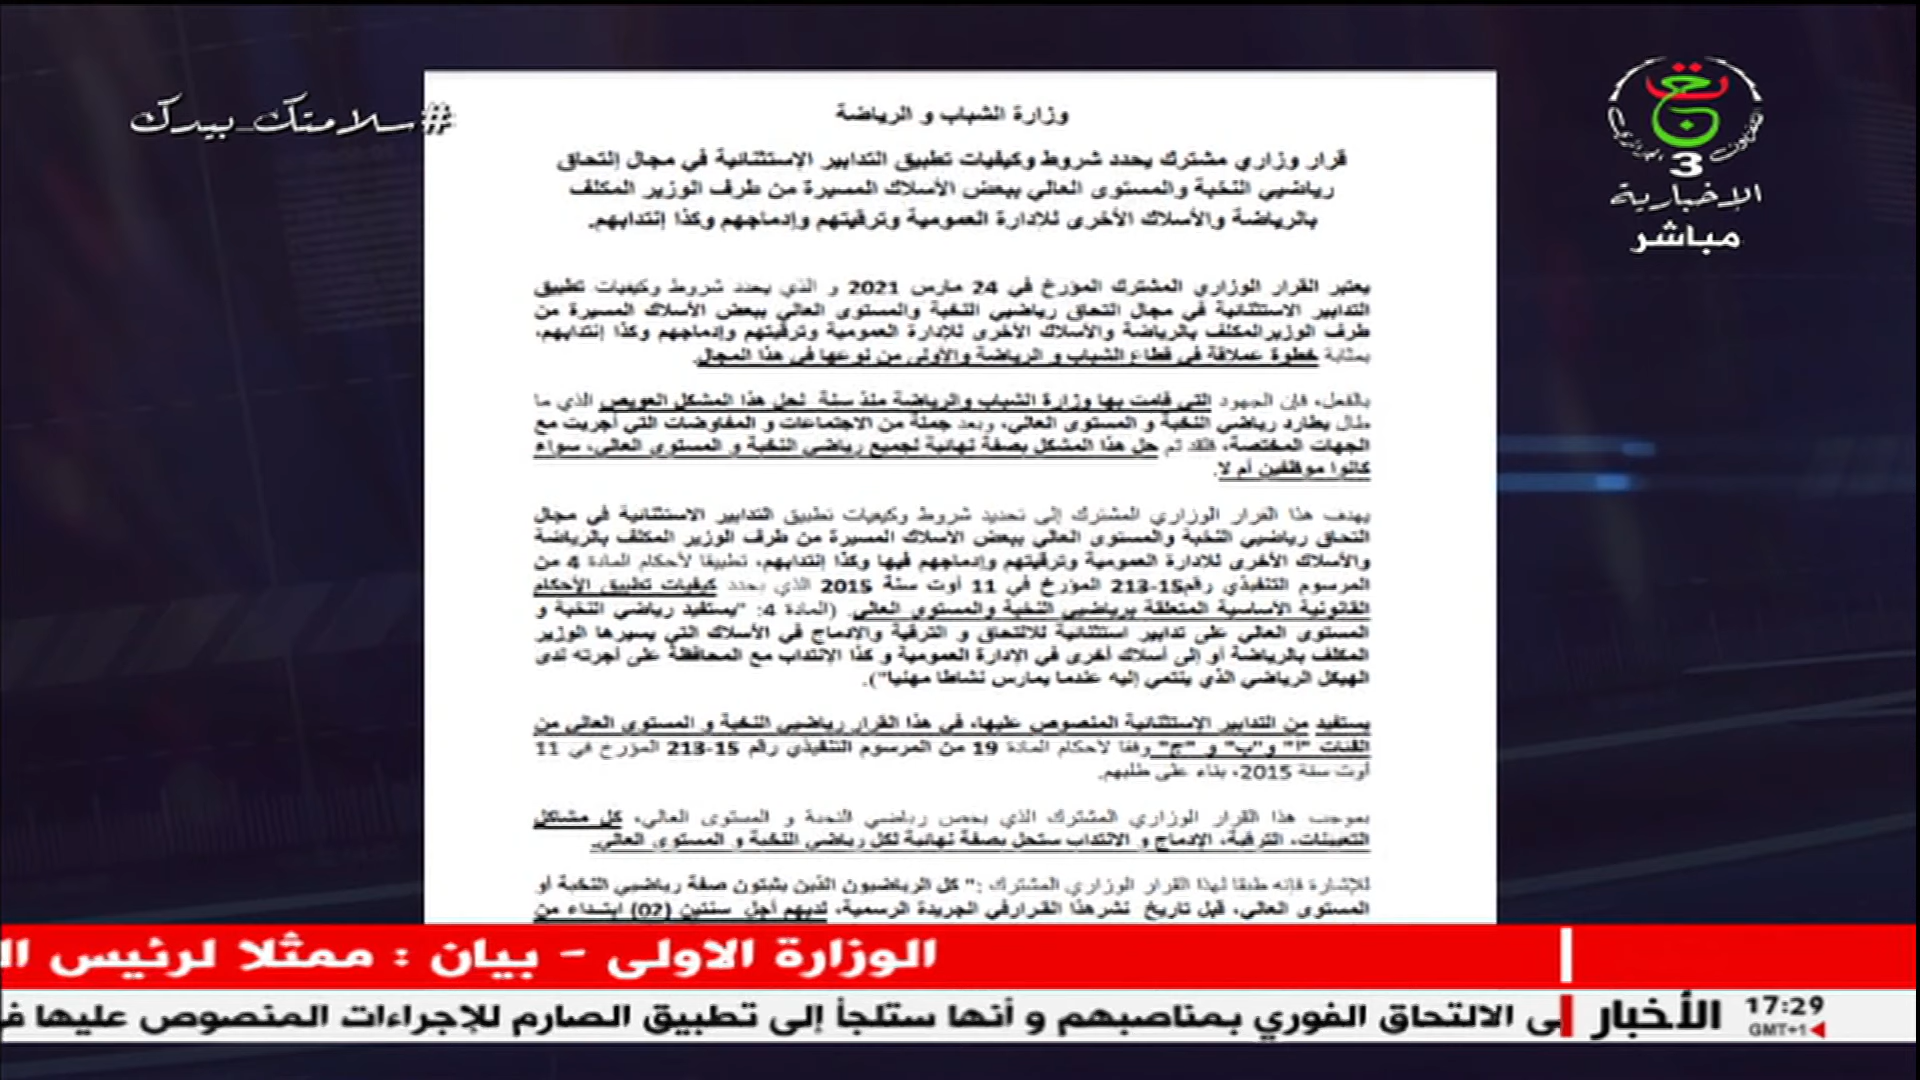 #سلامتك_بيدك
3
الإخبارية
مباشر
وزارة الشباب و الرياضة
قرار وزاري مشترك يحدد شروط وكيفيات تطبيق التدابير الإستثنائية في مجال إلتحاق
رياضيي النخبة والمستوى العالي ببعض الأسلاك المسيرة من طرف الوزير المكلف
بالرياضة والأسلاك الأخرى للإدارة العمومية وترقيتهم وإدماجهم وكذا إنتدابهم.
يعتبر القرار الوزاري المشترك المؤرخ في 24 مارس 2021 و الذي يحدد شروط وكيفيات تطبيق
التدابير الاستثنائية في مجال التحاق رياضيي النخبة والمستوى العالي ببعض الأسلاك المسيرة من
طرف الوزيرالمكلف بالرياضة والأسلاك الأخرى للإدارة العمومية وترقيتهم وإدماجهم وكذا إنتدابهم،
بمثابة خطوة عملاقة في قطاع الشباب و الرياضة والأولى من نوعها في هذا المجال.
بالفعل، فإن الجهود التي قامت بها وزارة الشباب والرياضة منذ سنة لحل هذا المشكل العويص الذي ما
طال يطارد رياضي النخبة و المستوى العالي، وبعد جملة من الاجتماعات و المفاوضات التي أجريت مع
الجهات المختصة، فلقد تم حل هذا المشكل بصفة نهائية لجميع رياضي النخبة و المستوى العالي، سواء
كانوا موظفين أم لا.
يهدف هذا القرار الوزاري المشترك إلى تحديد شروط وكيفيات تطبيق التدابير الاستثنائية في مجال
التحاق رياضيي النخبة والمستوى العالي ببعض الأسلاك المسيرة من طرف الوزير المكلف بالرياضة
والأسلاك الأخرى للإدارة العمومية وترقيتهم وإدماجهم فيها وكذا إنتدابهم، تطبيقا لأحكام المادة 4 من
المرسوم التنفيذي رقم15-213 المؤرخ في 11 أوت سنة 2015 الذي يحدد كيفيات تطبيق الأحكام
القانونية الأساسية المتعلقة برياضيي النخبة والمستوى العالي. (المادة 4: "يستفيد رياضي النخبة و
المستوى العالي على تدابير استثنائية للالتحاق و الترقية والإدماج في الأسلاك التي يسيرها الوزير
المكلف بالرياضة أو إلى أسلاك أخرى في الإدارة العمومية و كذا الإنتداب مع المحافظة على أجرته لدى
الهيكل الرياضي الذي ينتمي إليه عندما يمارس نشاطا مهنيا").
يستفيد من التدابير الإستثنائية المنصوص عليها، في هذا القرار رياضيي النخبة و المستوى العالي من
الفئات "أ" و"ب" و "ج" وفقا لأحكام المادة 19 من المرسوم التنفيذي رقم 15-213 المؤرخ في 11
أوت سنة 2015، بناء على طلبهم.
بموجب هذا القرار الوزاري المشترك الذي يخص رياضي النخبة و المستوى العالي، كل مشاكل
التعيينات، الترقية، الإدماج و الانتداب ستحل بصفة نهائية لكل رياضي النخبة و المستوى العالي.
للإشارة فإنه طبقا لهذا القرار الوزاري المشترك :" كل الرياضيون الذين يثبتون صفة رياضيي النخبة أو
المستوى العالي، قبل تاريخ نشرهذا القرارفي الجريدة الرسمية، لديهم أجل سنتين (02) ابتداء من
الوزارة الاولى - بيان : ممثلا لرئيس
الأخبار
الالتحاق الفوري بمناصبهم و أنها ستلجأ إلى تطبيق الصارم للإجراءات المنصوص عليها
17:29
GMT+1